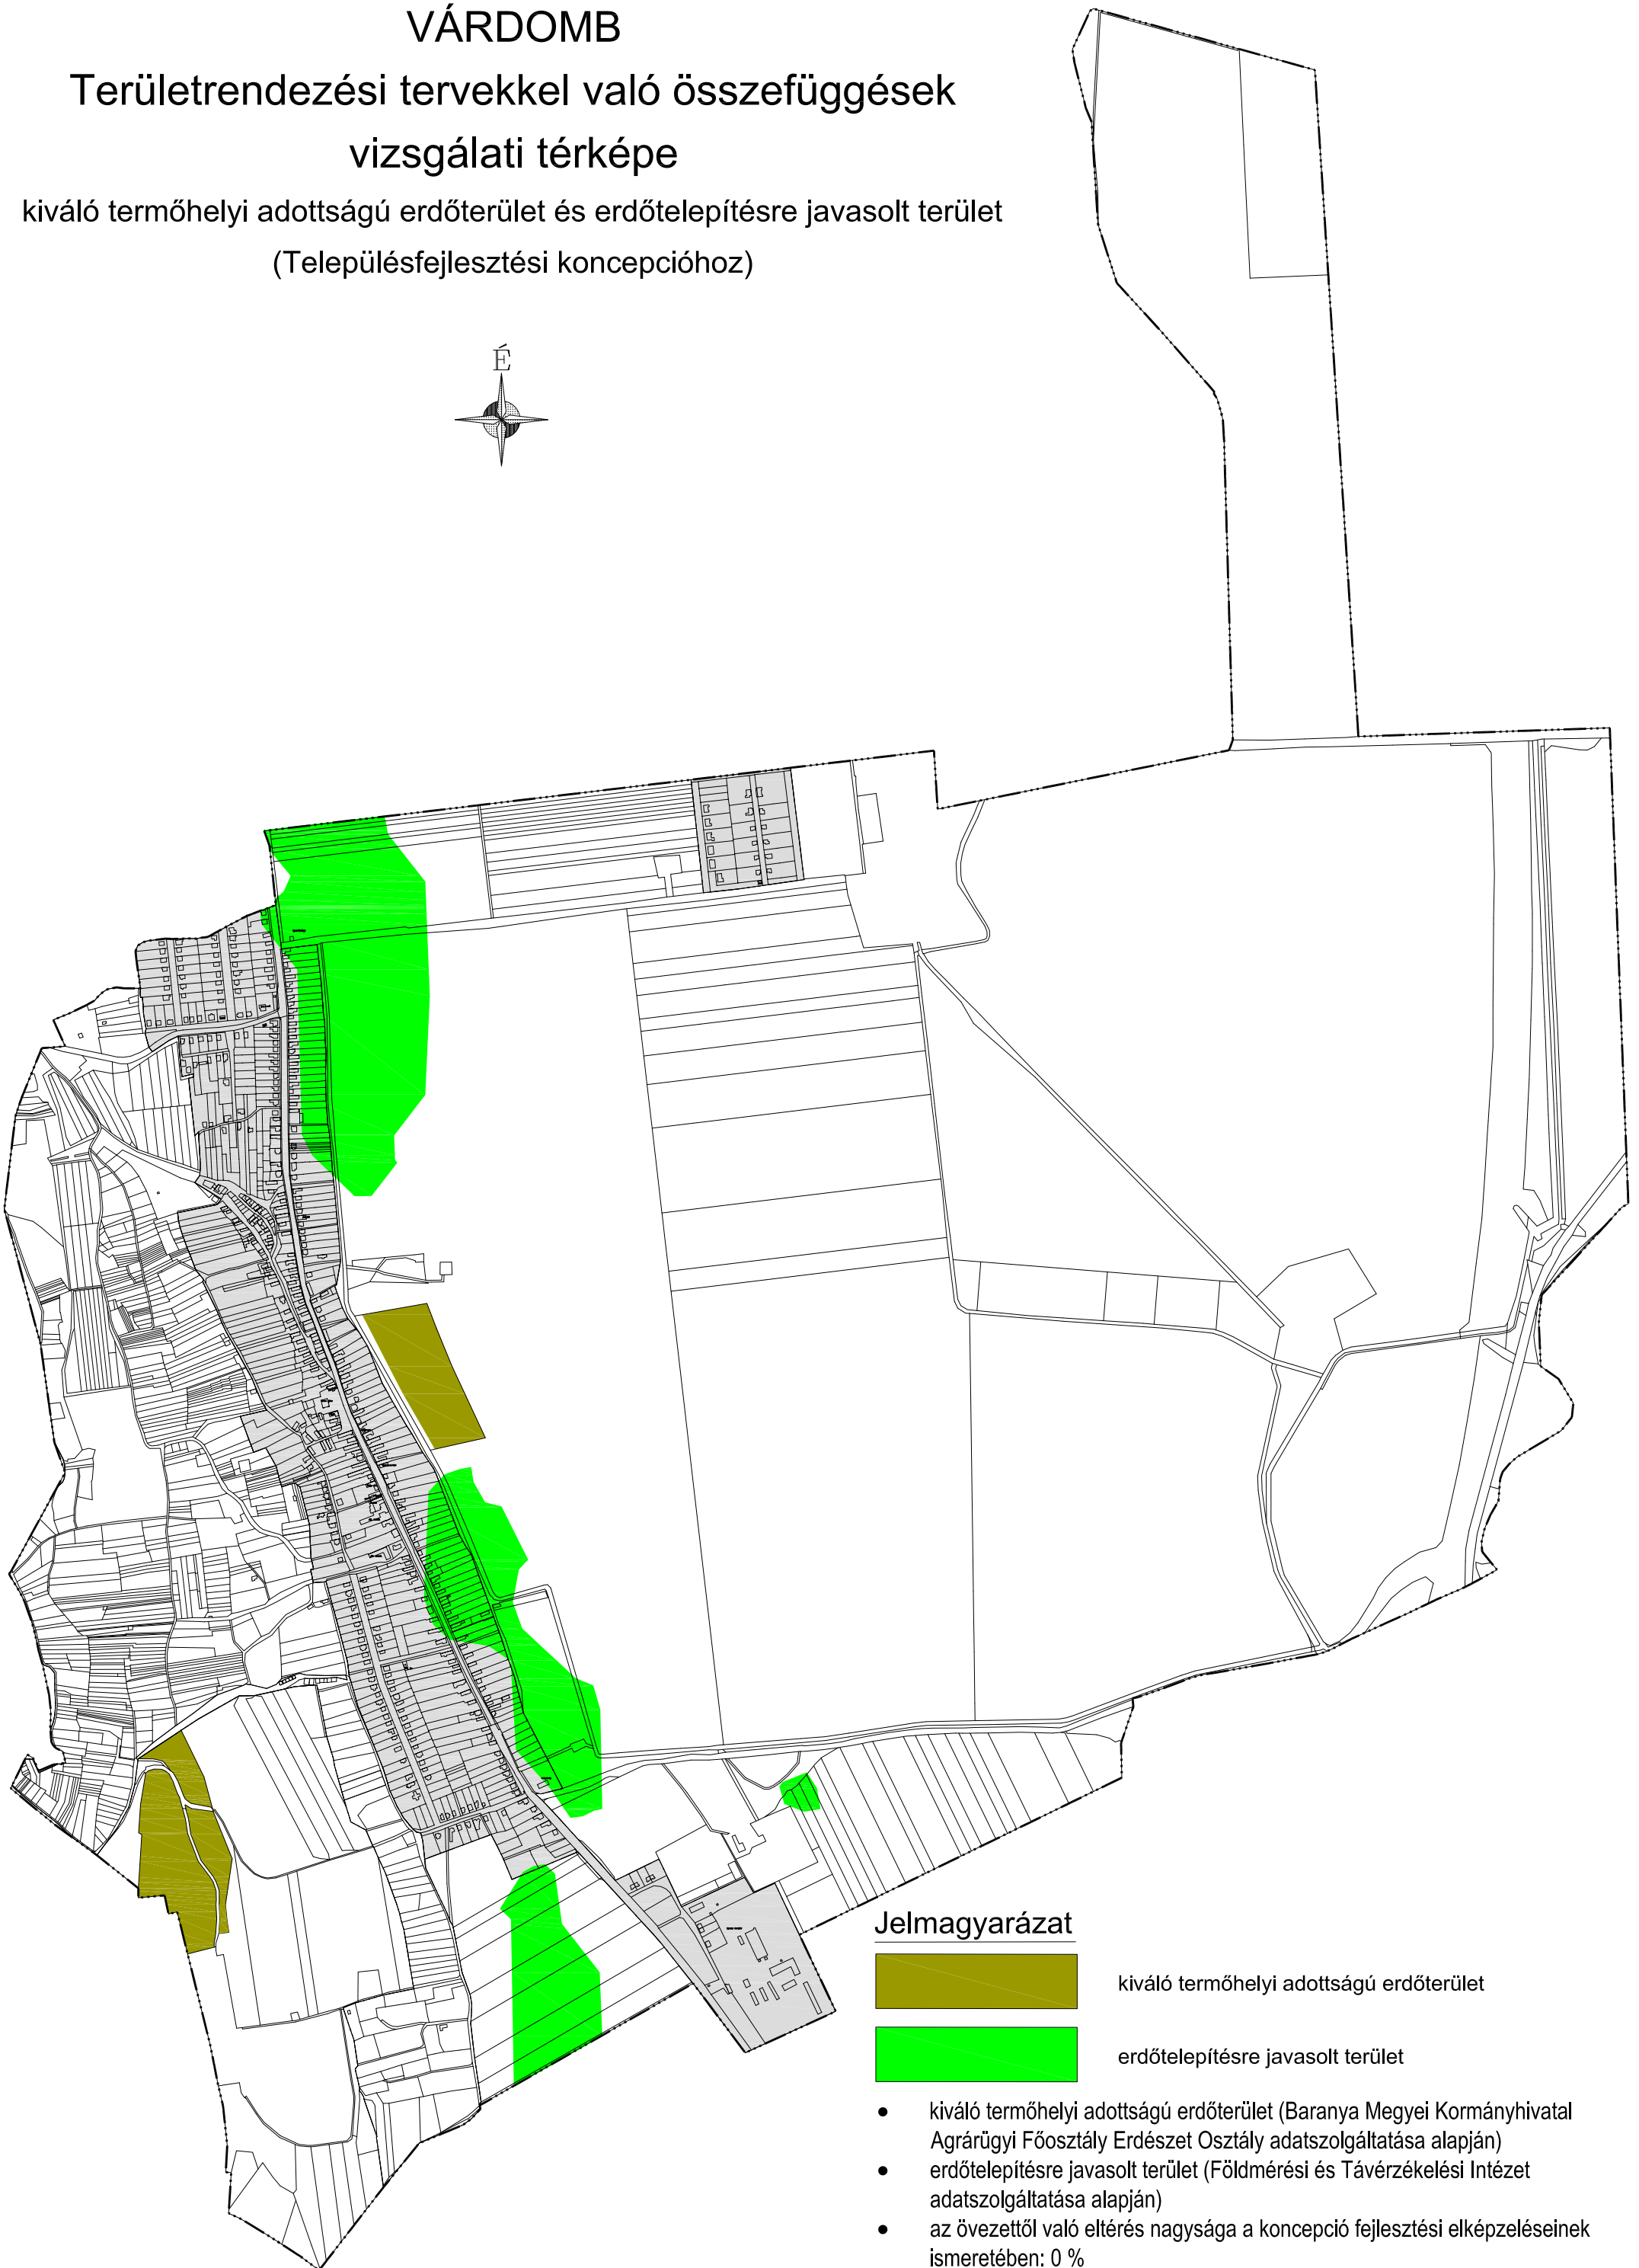 VÁRDOMB
Területrendezési tervekkel való összefüggések
vizsgálati térképe
kiváló termőhelyi adottságú erdőterület és erdőtelepítésre javasolt terület
(Településfejlesztési koncepcióhoz)
É
Jelmagyarázat
kiváló termőhelyi adottságú erdőterület
erdőtelepítésre javasolt terület
• kiváló termőhelyi adottságú erdőterület (Baranya Megyei Kormányhivatal
Agrárügyi Főosztály Erdészet Osztály adatszolgáltatása alapján)
• erdőtelepítésre javasolt terület (Földmérési és Távérzékelési Intézet
adatszolgáltatása alapján)
• az övezettől való eltérés nagysága a koncepció fejlesztési elképzeléseinek
ismeretében: 0 %